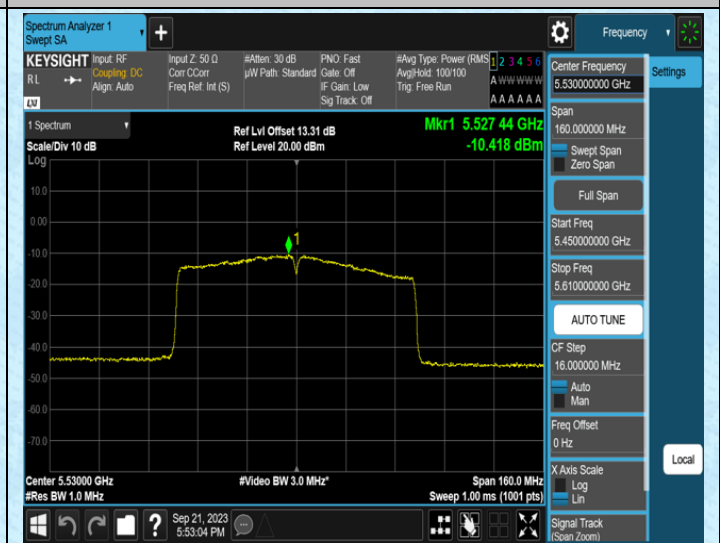 Spectrum Analyzer 1
Swept SA
Frequency
KEYSIGHT
RL
LXI
Input: RF
Coupling: DC
Align: Auto
Input Z: 50 Ω
Corr CCorr
Freq Ref: Int (S)
#Atten: 30 dB
µW Path: Standard
PNO: Fast
Gate: Off
IF Gain: Low
Sig Track: Off
#Avg Type: Power (RMS
Avg|Hold: 100/100
Trig: Free Run
1 2 3 4 5 6
A W W W W W
A A A A A A
1 Spectrum
Scale/Div 10 dB
Ref Lvl Offset 13.31 dB
Ref Level 20.00 dBm
Mkr1 5.527 44 GHz
-10.418 dBm
Log
10.0
0.00
-10.0
-20.0
-30.0
-40.0
-50.0
-60.0
-70.0
1
Center 5.53000 GHz
#Video BW 3.0 MHz*
Span 160.0 MHz
#Res BW 1.0 MHz
Sweep 1.00 ms (1001 pts)
Sep 21, 2023
5:53:04 PM
Center Frequency
5.530000000 GHz
Settings
Span
160.000000 MHz
Swept Span
Zero Span
Full Span
Start Freq
5.450000000 GHz
Stop Freq
5.610000000 GHz
AUTO TUNE
CF Step
16.000000 MHz
Auto
Man
Freq Offset
0 Hz
X Axis Scale
Log
Lin
Local
Signal Track
(Span Zoom)